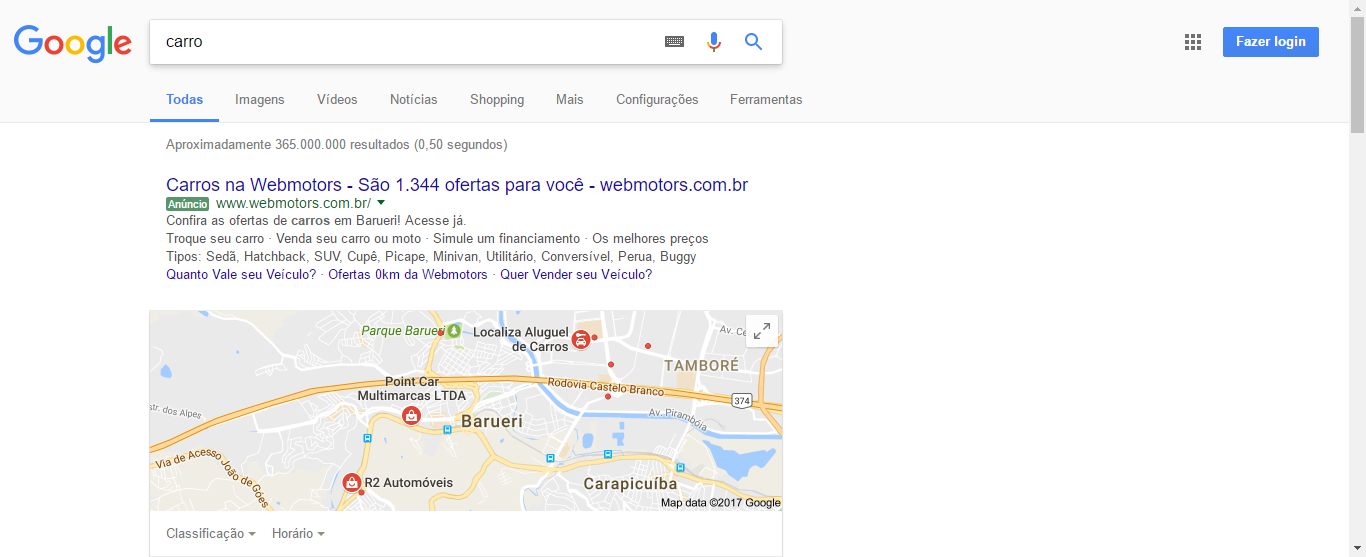 Google
carro
Fazer login
Todas Imagens Vídeos Notícias Shopping Mais Configurações Ferramentas
Aproximadamente 365.000.000 resultados (0,50 segundos)
Carros na Webmotors - São 1.344 ofertas para você - webmotors.com.br
Anúncio www.webmotors.com.br/
Confira as ofertas de carros em Barueri! Acesse já.
Troque seu carro · Venda seu carro ou moto · Simule um financiamento · Os melhores preços
Tipos: Sedã, Hatchback, SUV, Cupê, Picape, Minivan, Utilitário, Conversível, Perua, Buggy
Quanto Vale seu Veículo? · Ofertas 0km da Webmotors · Quer Vender seu Veículo?
Parque Barueri
Localiza Aluguel
de Carros
Av. Ce
TAMBORÉ
Point Car
Multimarcas LTDA
Rodovia Castelo Branco
374
str. dos Alpes
Av. Piramboia
Barueri
Via de Acesso João de Góes
R2 Automóveis
Carapicuíba
Map data ©2017 Google
Classificação Horário